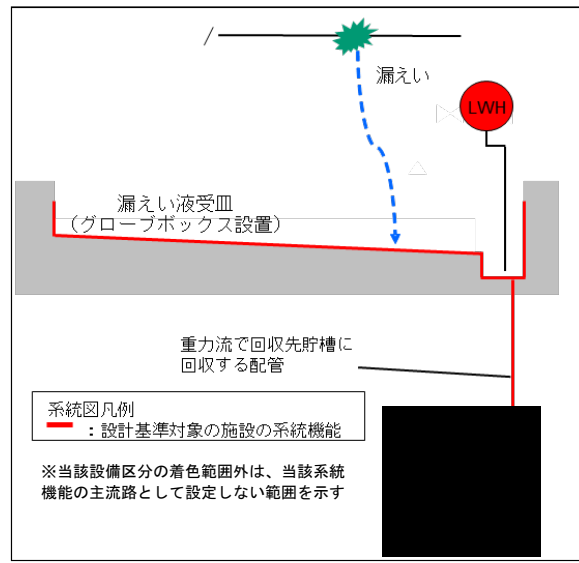 漏えい
LWH
漏えい液受皿
（グローブボックス設置）
重力流で回収先貯槽に
回収する配管
系統図凡例
：設計基準対象の施設の系統機能
※当該設備区分の着色範囲外は、当該系統
機能の主流路として設定しない範囲を示す